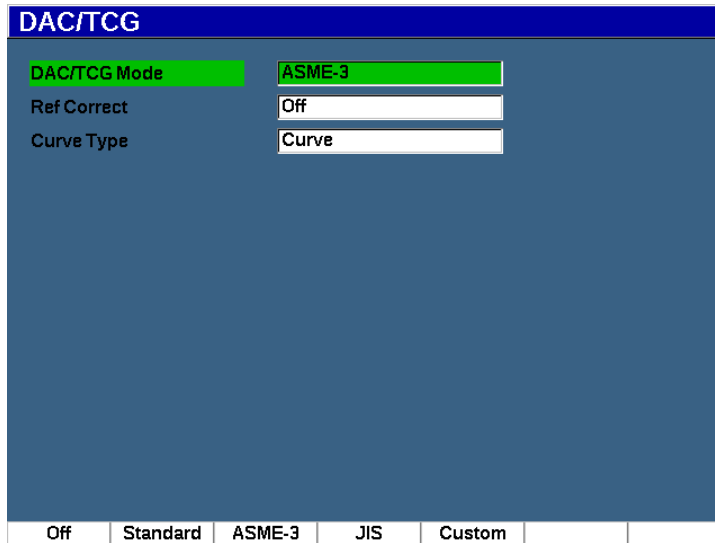 DAC/TCG
DAC/TCG Mode ASME-3
Ref Correct Off
Curve Type Curve
Off Standard ASME-3 JIS Custom